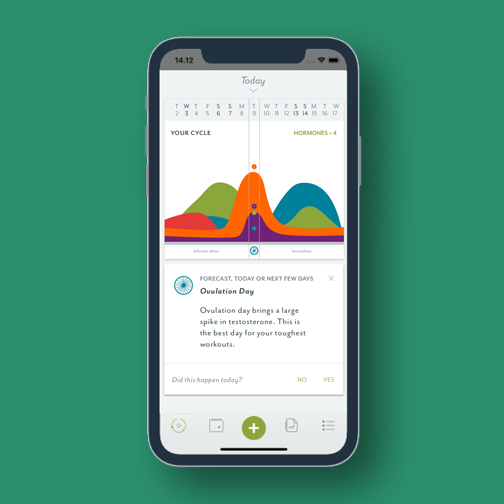 14.12
Today
T W T F S S M T W T F S S M T W
2 3 4 5 6 7 8 9 10 11 12 13 14 15 16 17
YOUR CYCLE
HORMONES - 4
follicular phase
luteal phase
FORECAST, TODAY OR NEXT FEW DAYS
Ovulation Day
Ovulation day brings a large
spike in testosterone. This is
the best day for your toughest
workouts.
Did this happen today?
NO YES